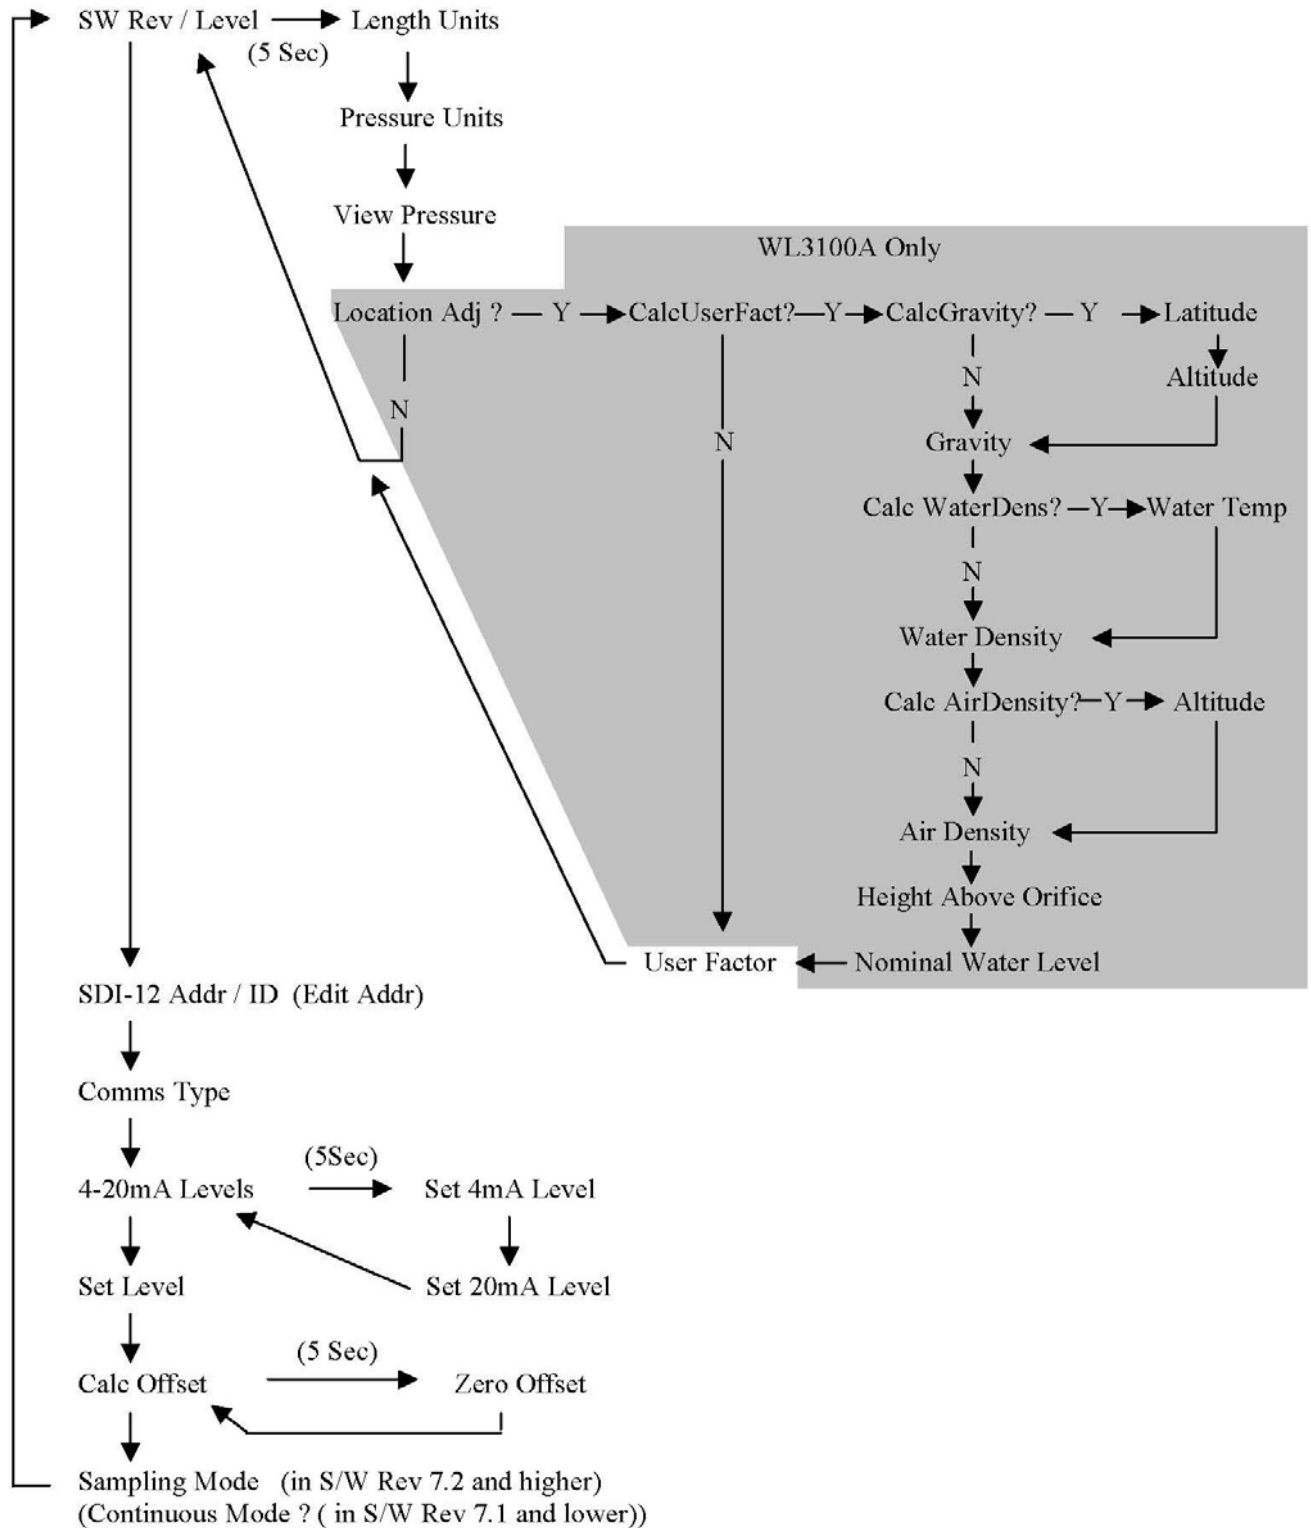 SW Rev / Level
Length Units
(5 Sec)
Pressure Units
View Pressure
WL3100A Only
Location Adj ?
Y
CalcUserFact?
Y
CalcGravity?
Y
Latitude
N
Altitude
N
N
Gravity
Calc WaterDens?
Y
Water Temp
N
Water Density
Calc AirDensity?
Y
Altitude
N
Air Density
Height Above Orifice
User Factor
Nominal Water Level
SDI-12 Addr / ID (Edit Addr)
Comms Type
(5Sec)
4-20mA Levels
Set 4mA Level
Set Level
Set 20mA Level
(5 Sec)
Calc Offset
Zero Offset
Sampling Mode (in S/W Rev 7.2 and higher)
(Continuous Mode ? ( in S/W Rev 7.1 and lower))